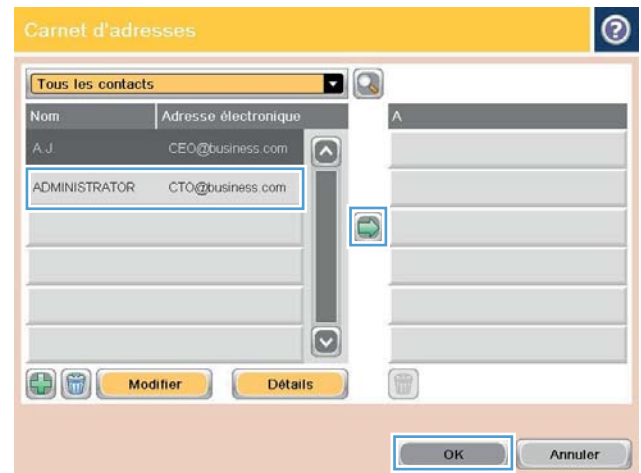 Carnet d'adresses
Tous les contacts
Nom Adresse électronique A
A.J. CEO@business.com
ADMINISTRATOR CTO@business.com
Modifier Détails
OK Annuler